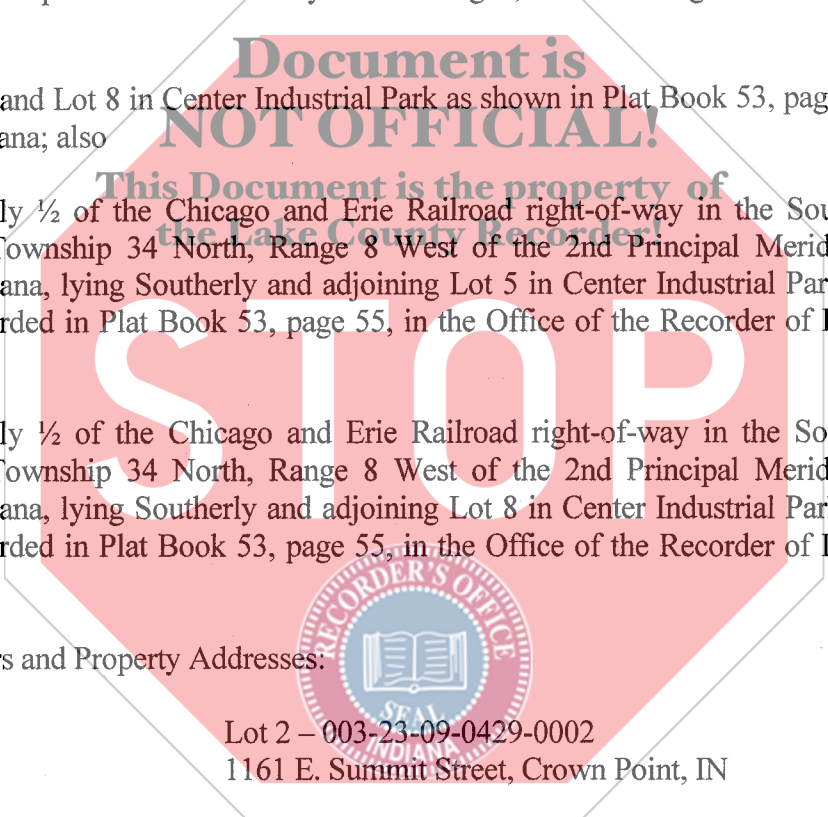 Document is
and Lot 8 in Center Industrial Park as shown in Plat Book 53, pag
NOT OFFICIAL!
ana; also
This Document is the property of
ly ½ of the Chicago and Erie Railroad right-of-way in the Sou
the Lake County Recorder!
ownship 34 North, Range 8 West of the 2nd Principal Merid
ana, lying Southerly and adjoining Lot 5 in Center Industrial Par
rded in Plat Book 53, page 55, in the Office of the Recorder of
STOP
ly ½ of the Chicago and Erie Railroad right-of-way in the So
ownship 34 North, Range 8 West of the 2nd Principal Merid
ana, lying Southerly and adjoining Lot 8 in Center Industrial Par
rded in Plat Book 53, page 55, in the Office of the Recorder of
RECORDER'S OFFICE
s and Property Addresses:
SEAL
INDIANA
Lot 2 – 003-23-09-0429-0002
1161 E. Summit Street, Crown Point, IN